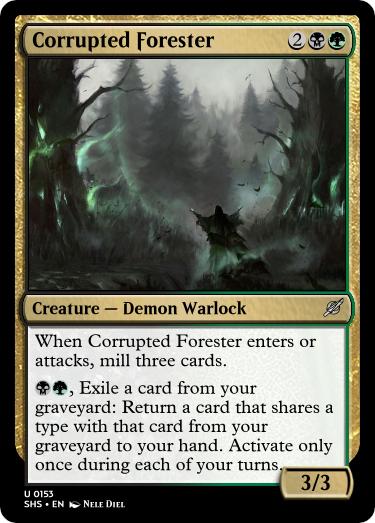 Corrupted Forester 2
Creature — Demon Warlock
When Corrupted Forester enters or
attacks, mill three cards.
, Exile a card from your
graveyard: Return a card that shares a
type with that card from your
graveyard to your hand. Activate only
once during each of your turns.
3/3
U 0153
SHS • EN Nele Diel